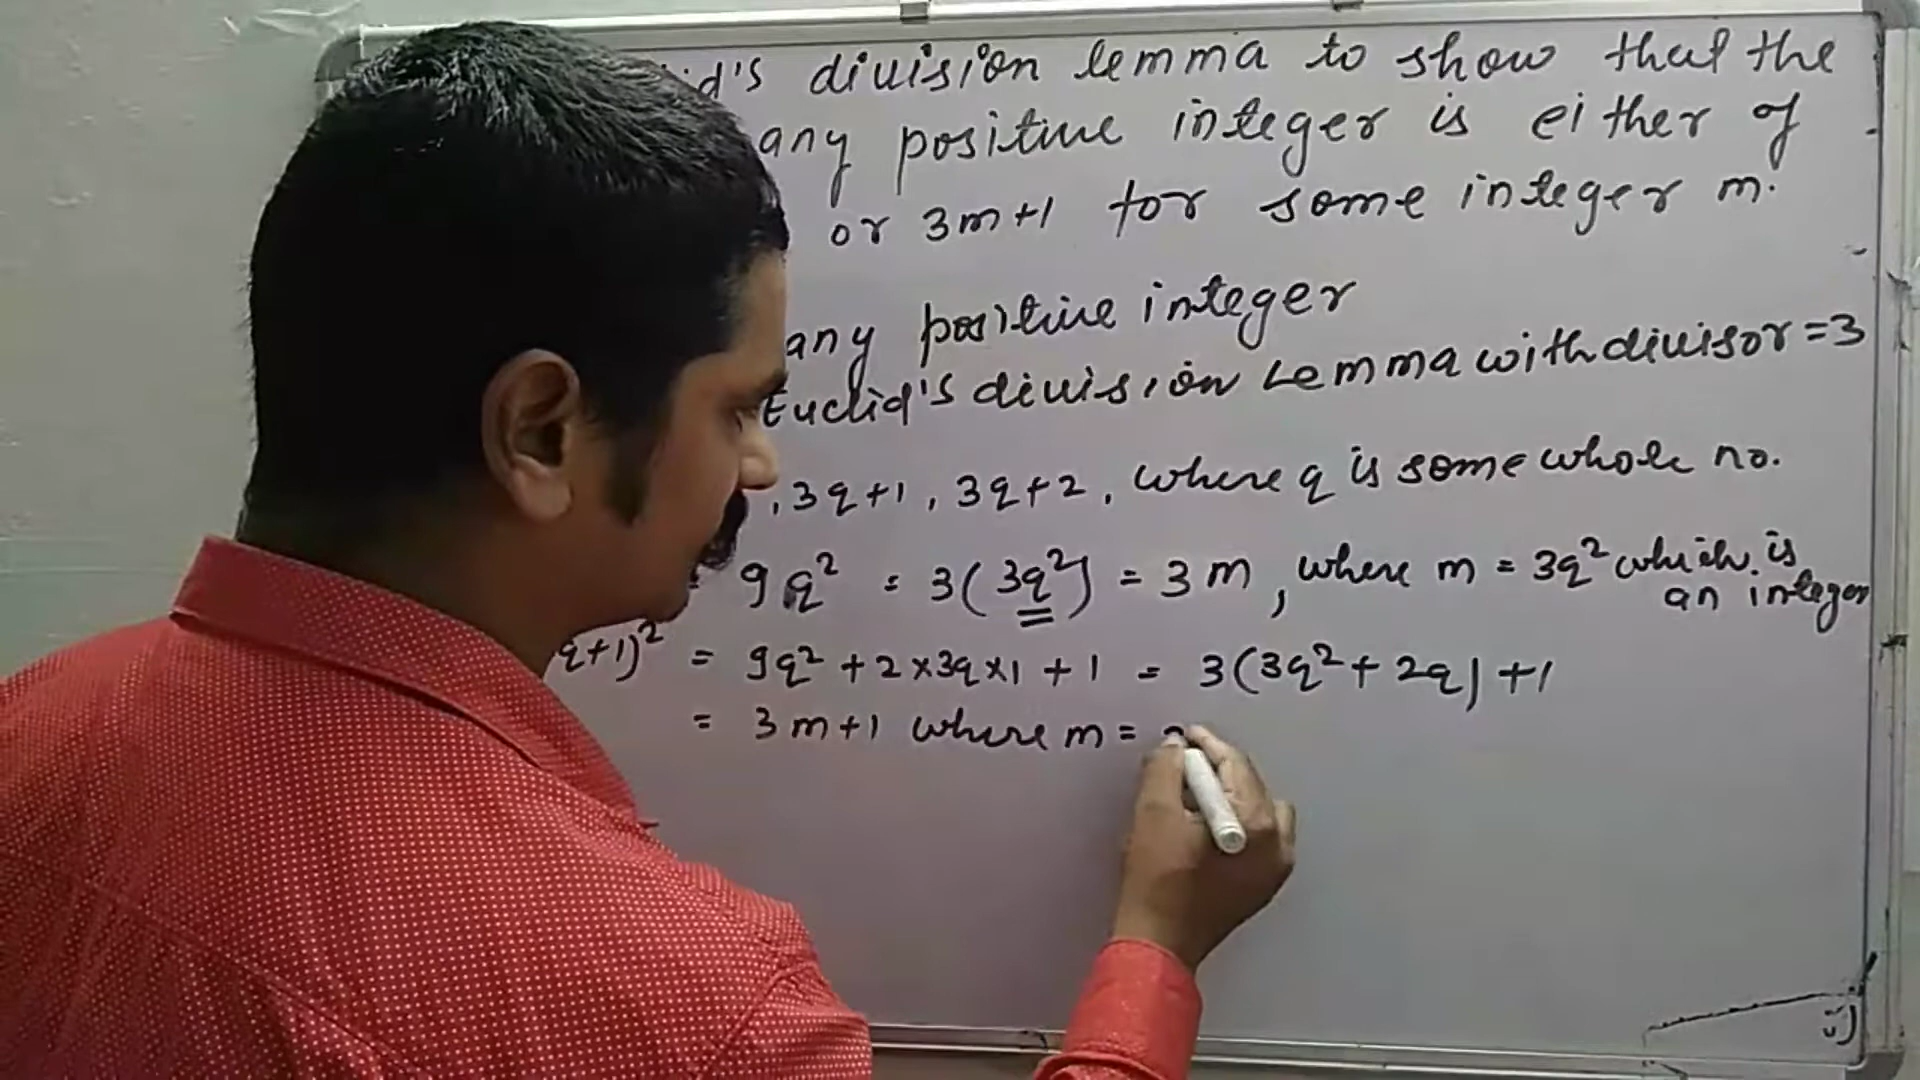 id's division lemma to show that the
any positive integer is either of
or 3m+1 for some integer m.
any positive integer
Euclid's division Lemma with divisor = 3
, 3q+1, 3q+2, where q is some whole no.
9q² = 3(3q²) = 3m, where m = 3q² which is
an integer
q+1)² = 9q² + 2×3q×1 + 1 = 3(3q² + 2q) + 1
= 3m+1 where m =